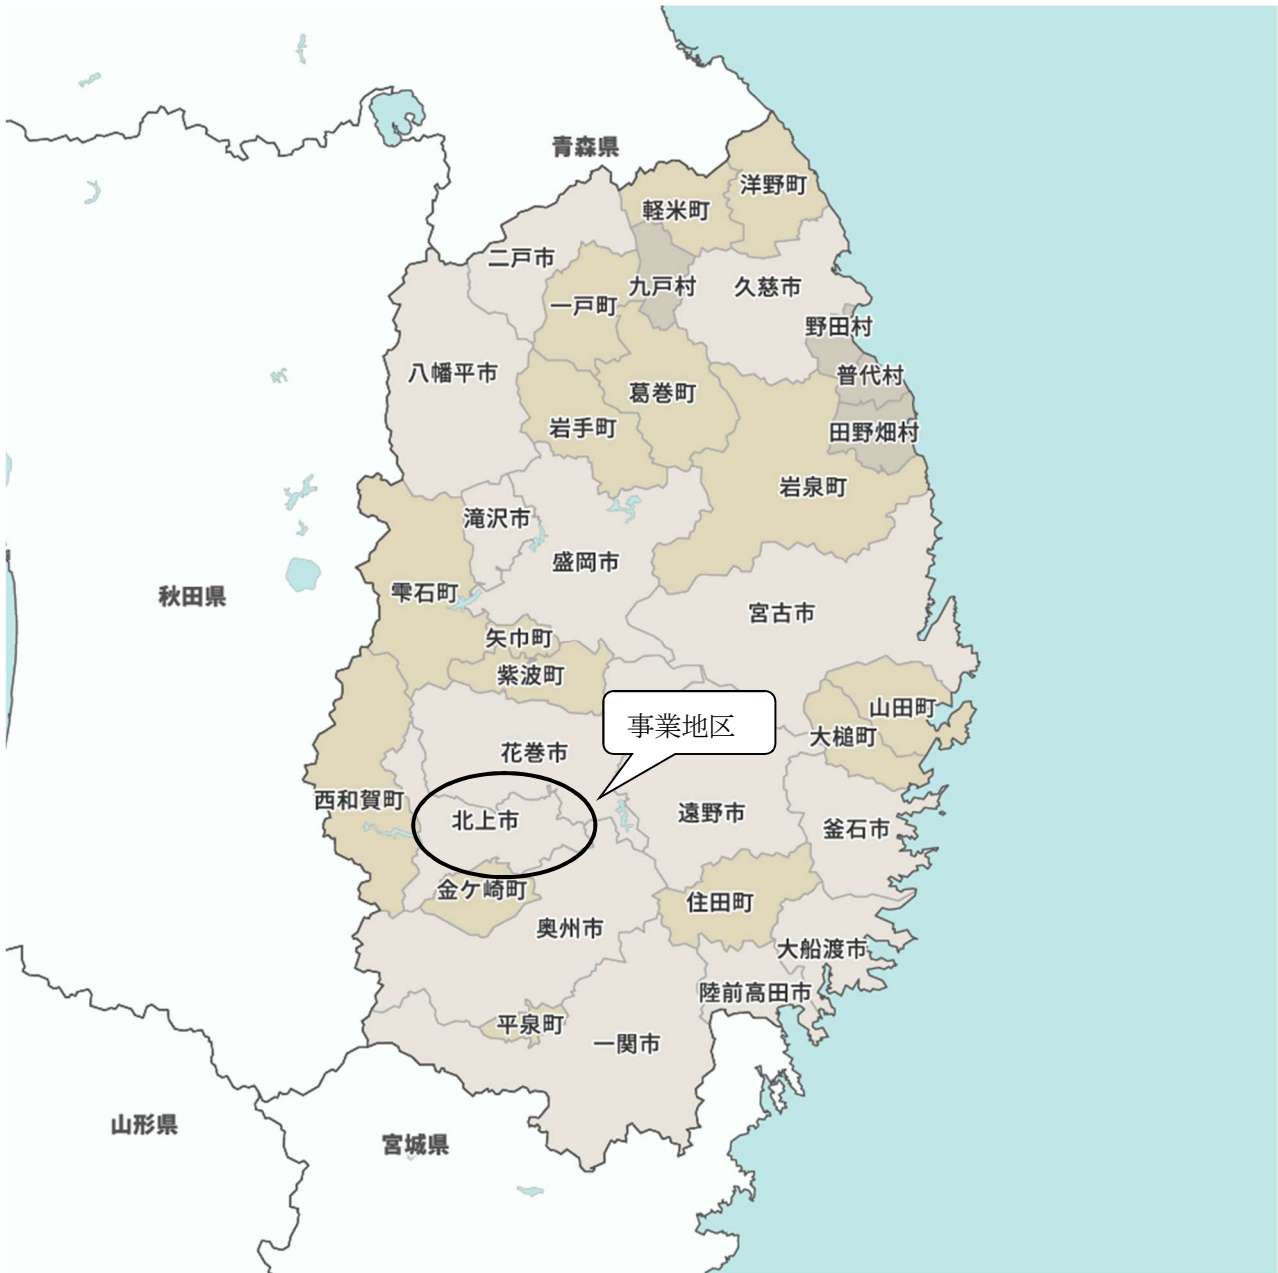 青森県
洋野町
軽米町
二戸市
九戸村
久慈市
一戸町
野田村
八幡平市
普代村
葛巻町
岩手町
田野畑村
岩泉町
滝沢市
盛岡市
秋田県
雫石町
宮古市
矢巾町
紫波町
山田町
事業地区
大槌町
花巻市
西和賀町
北上市
遠野市
釜石市
金ケ崎町
住田町
奥州市
大船渡市
陸前高田市
平泉町
一関市
山形県
宮城県